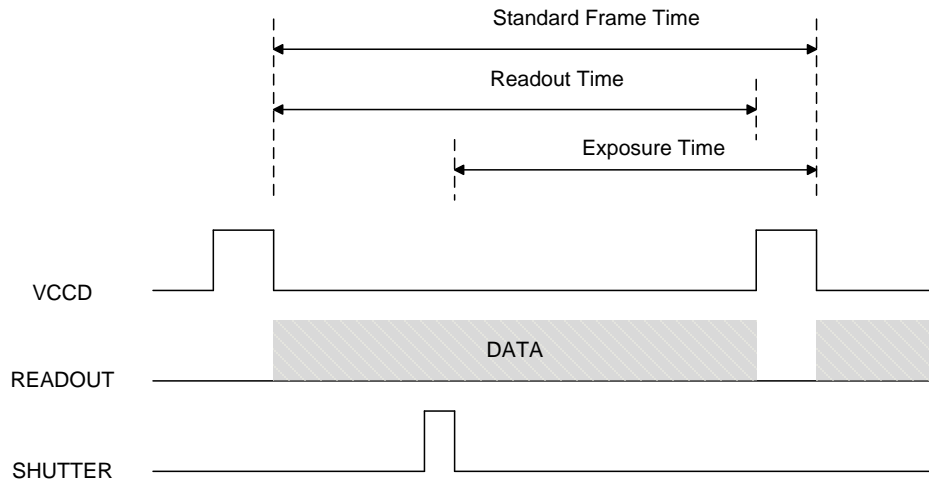 Standard Frame Time
Readout Time
Exposure Time
VCCD
DATA
READOUT
SHUTTER